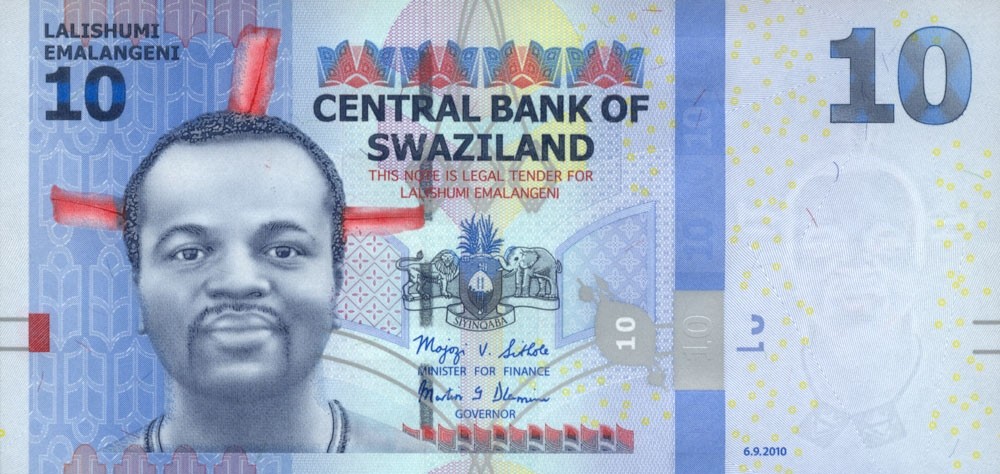 LALISHUMI
EMALANGENI
10
CENTRAL BANK OF
SWAZILAND
THIS NOTE IS LEGAL TENDER FOR
LALISHUMI EMALANGENI
SIYINQABA
Majozi V. Sithole
MINISTER FOR FINANCE
Martin G Dlamini
GOVERNOR
10
10
10
6.9.2010